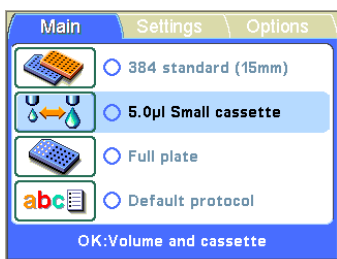 Main Settings Options
384 standard (15mm)
5.0µl Small cassette
Full plate
abc Default protocol
OK:Volume and cassette